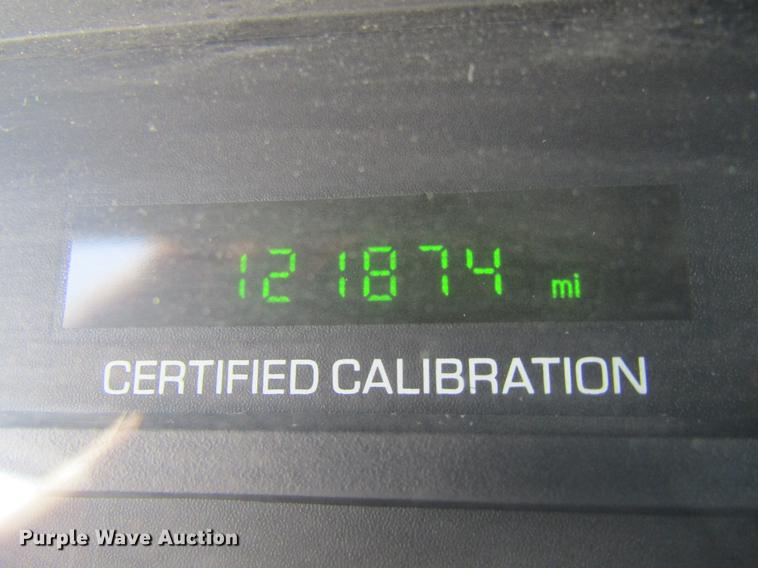 121874 mi
CERTIFIED CALIBRATION
Purple Wave Auction